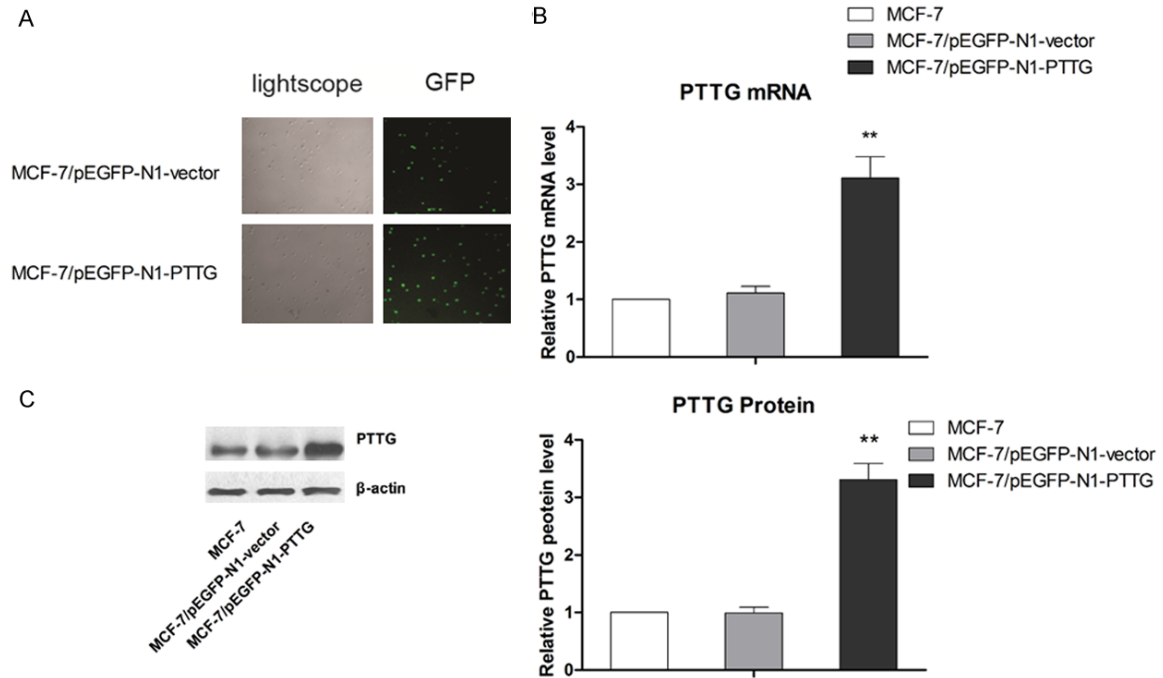 A
lightscope GFP
MCF-7/pEGFP-N1-vector
MCF-7/pEGFP-N1-PTTG
B
MCF-7
MCF-7/pEGFP-N1-vector
MCF-7/pEGFP-N1-PTTG
PTTG mRNA
Relative PTTG mRNA level
4
3
2
1
0
**
C
PTTG
β-actin
MCF-7
MCF-7/pEGFP-N1-vector
MCF-7/pEGFP-N1-PTTG
PTTG Protein
MCF-7
MCF-7/pEGFP-N1-vector
MCF-7/pEGFP-N1-PTTG
Relative PTTG peotein level
4
3
2
1
0
**